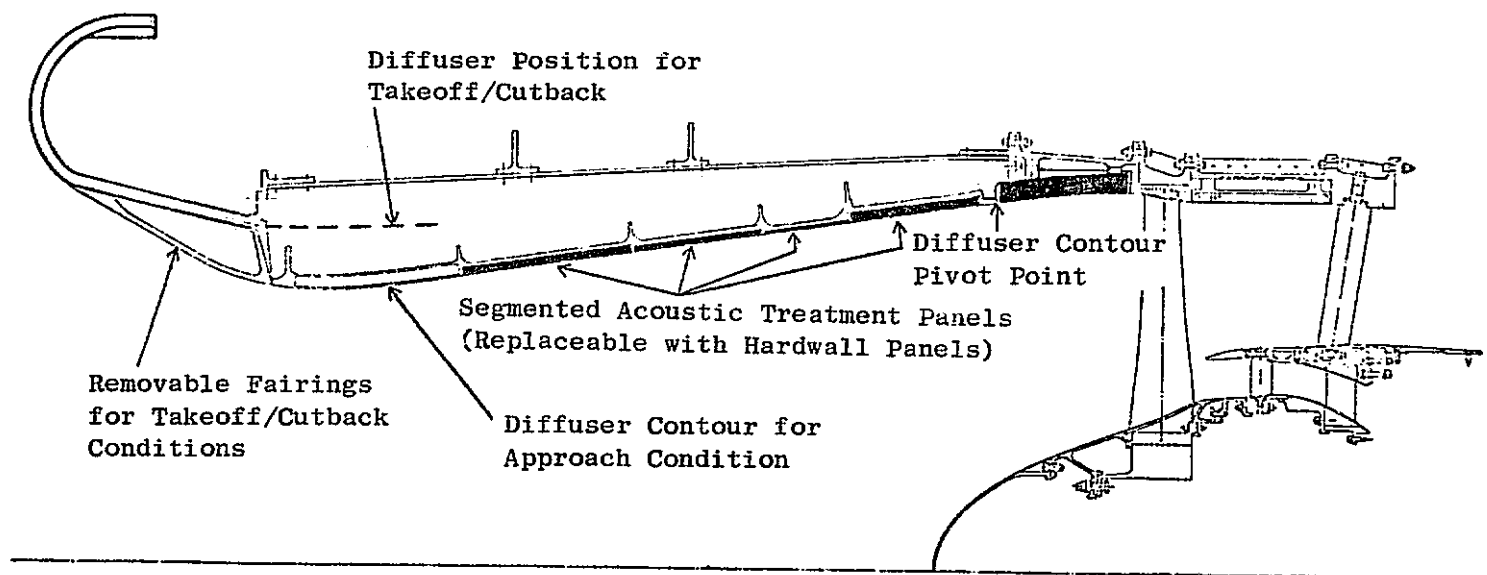 Diffuser Position for
Takeoff/Cutback
Diffuser Contour
Pivot Point
Segmented Acoustic Treatment Panels
(Replaceable with Hardwall Panels)
Removable Fairings
for Takeoff/Cutback
Conditions
Diffuser Contour for
Approach Condition